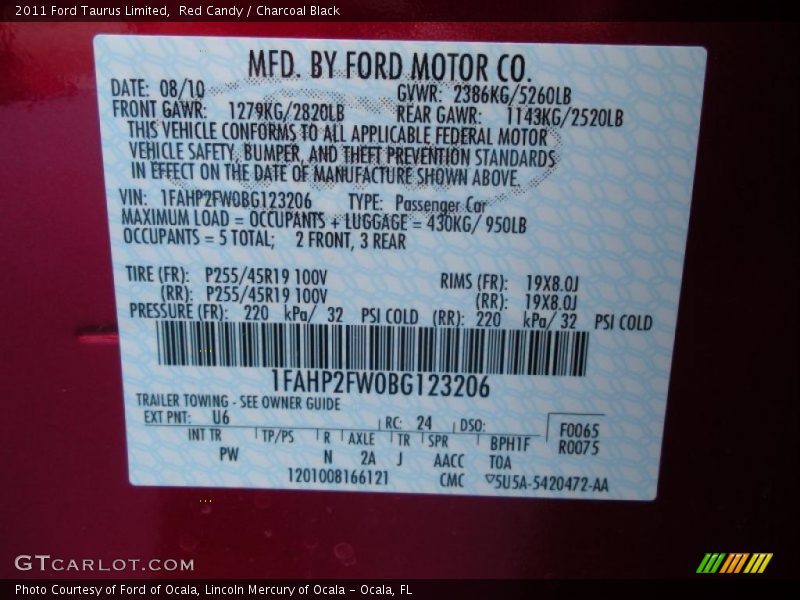 2011 Ford Taurus Limited,  Red Candy / Charcoal Black
MFD. BY FORD MOTOR CO.
DATE: 08/10 GVWR: 2386KG/5260LB
FRONT GAWR: 1279KG/2820LB REAR GAWR: 1143KG/2520LB
THIS VEHICLE CONFORMS TO ALL APPLICABLE FEDERAL MOTOR
VEHICLE SAFETY, BUMPER, AND THEFT PREVENTION STANDARDS
IN EFFECT ON THE DATE OF MANUFACTURE SHOWN ABOVE.
VIN: 1FAHP2FW0BG123206 TYPE: Passenger Car
MAXIMUM LOAD = OCCUPANTS + LUGGAGE = 430KG/ 950LB
OCCUPANTS = 5 TOTAL; 2 FRONT, 3 REAR
TIRE (FR): P255/45R19 100V RIMS (FR): 19X8.0J
(RR): P255/45R19 100V (RR): 19X8.0J
PRESSURE (FR): 220 kPa/ 32 PSI COLD (RR): 220 kPa/ 32 PSI COLD
1FAHP2FW0BG123206
TRAILER TOWING - SEE OWNER GUIDE
EXT PNT: U6 RC: 24 DSO: F0065
INT TR TP/PS R AXLE TR SPR BPH1F R0075
PW N 2A J AACC TOA
1201008166121 CMC ▽5U5A-5420472-AA
GTCARLOT.COM
Photo Courtesy of Ford of Ocala, Lincoln Mercury of Ocala – Ocala, FL